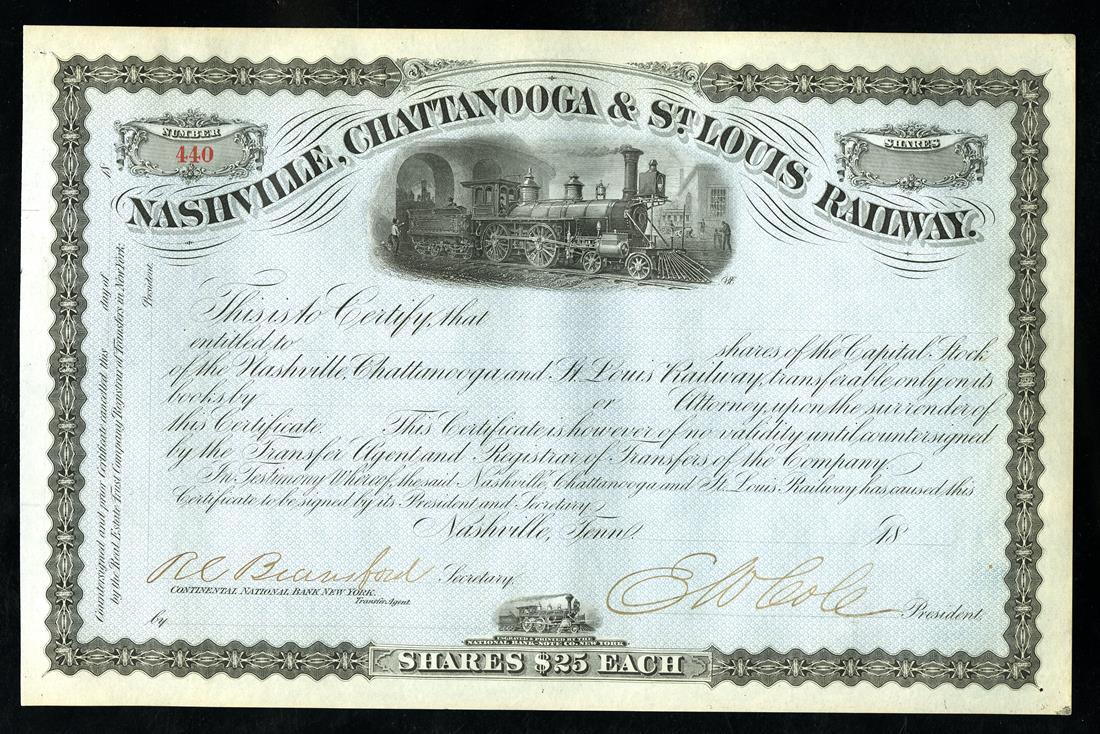 NUMBER
440
SHARES
NASHVILLE, CHATTANOOGA & ST. LOUIS RAILWAY.
This is to Certify, that
entitled to shares of the Capital Stock
of the Nashville, Chattanooga and St. Louis Railway, transferable only on its
books by or Attorney, upon the surrender of
this Certificate. This Certificate is however of no validity until countersigned
by the Transfer Agent and Registrar of Transfers of the Company.
In Testimony Whereof, the said Nashville, Chattanooga and St. Louis Railway has caused this
Certificate to be signed by its President and Secretary.
Nashville, Tenn. 18
R C Bransford Secretary.
E W Cole President.
CONTINENTAL NATIONAL BANK NEW YORK.
Transfer Agent
by
ENGRAVED & PRINTED BY THE
NATIONAL BANK-NOTE CO. NEW YORK
SHARES $25 EACH
Countersigned and prior Certificate cancelled this day of 18
by the Real Estate Trust Company Registrar of Transfers in New York.
President.